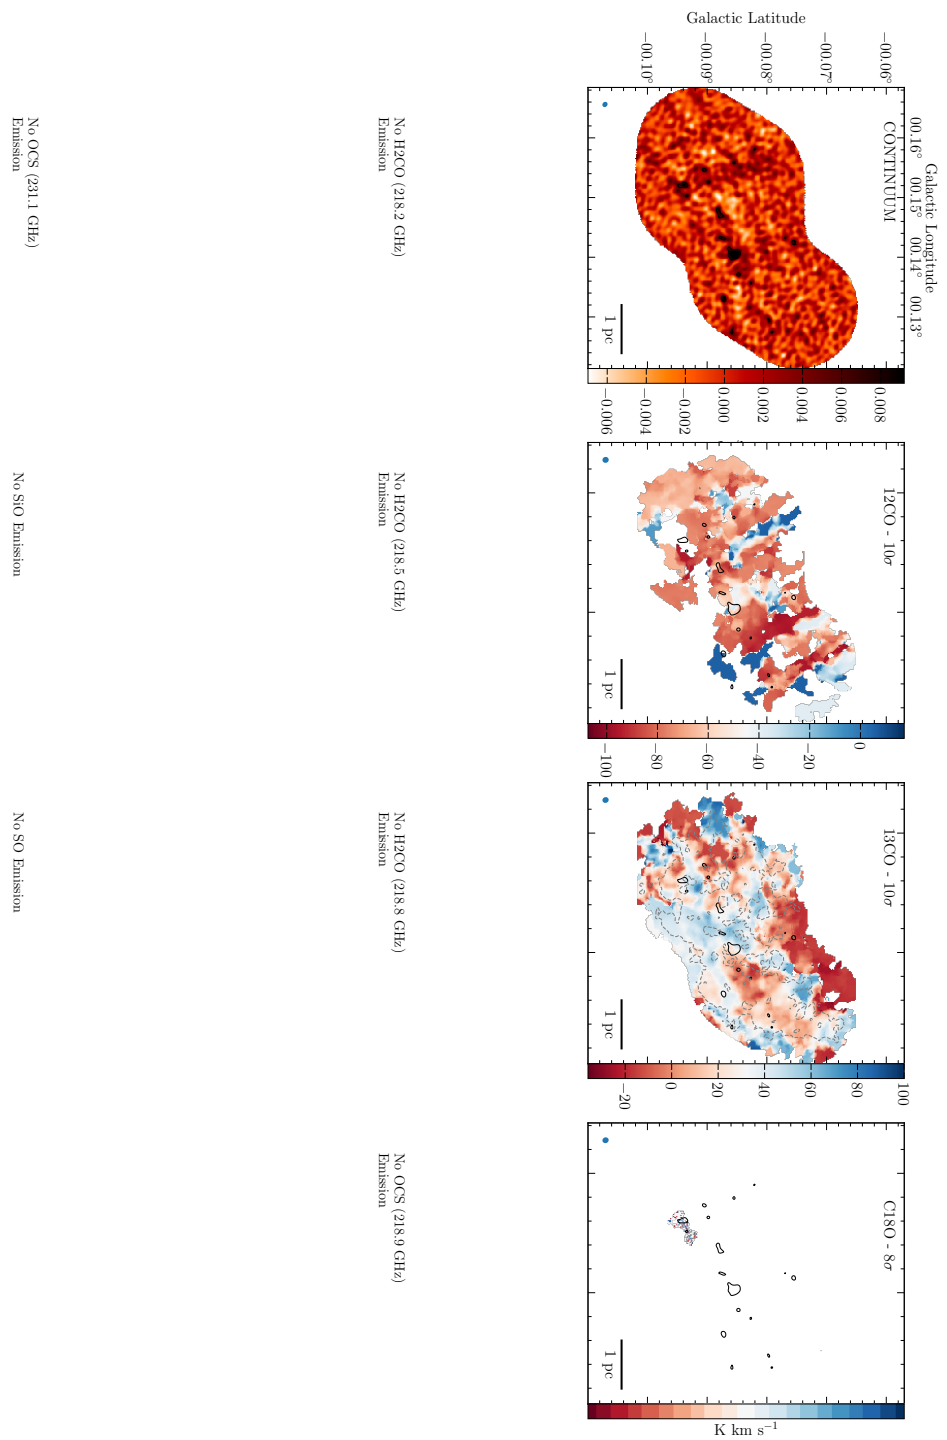 Galactic Longitude
00.16°
00.15°
00.14°
00.13°
CONTINUUM
Galactic Latitude
−00.06°
−00.07°
−00.08°
−00.09°
−00.10°
1 pc
0.008
0.006
0.004
0.002
0.000
−0.002
−0.004
−0.006
12CO - 10σ
1 pc
0
−20
−40
−60
−80
−100
13CO - 10σ
1 pc
100
80
60
40
20
0
−20
C18O - 8σ
1 pc
K km s⁻¹
No H2CO (218.2 GHz)
Emission
No H2CO (218.5 GHz)
Emission
No H2CO (218.8 GHz)
Emission
No OCS (218.9 GHz)
Emission
No OCS (231.1 GHz)
Emission
No SiO Emission
No SO Emission